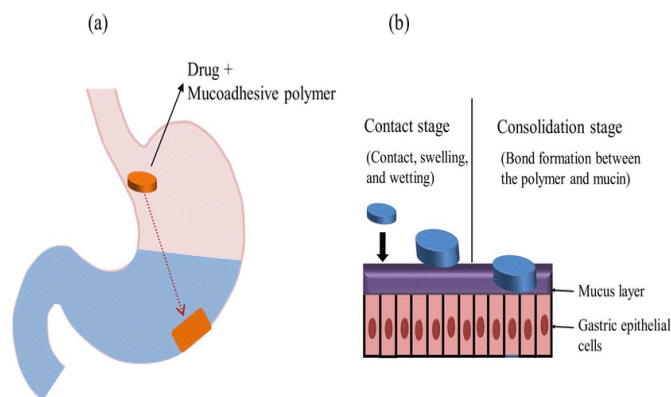 (a)
Drug +
Mucoadhesive polymer
(b)
Contact stage
(Contact, swelling,
and wetting)
Consolidation stage
(Bond formation between
the polymer and mucin)
Mucus layer
Gastric epithelial
cells